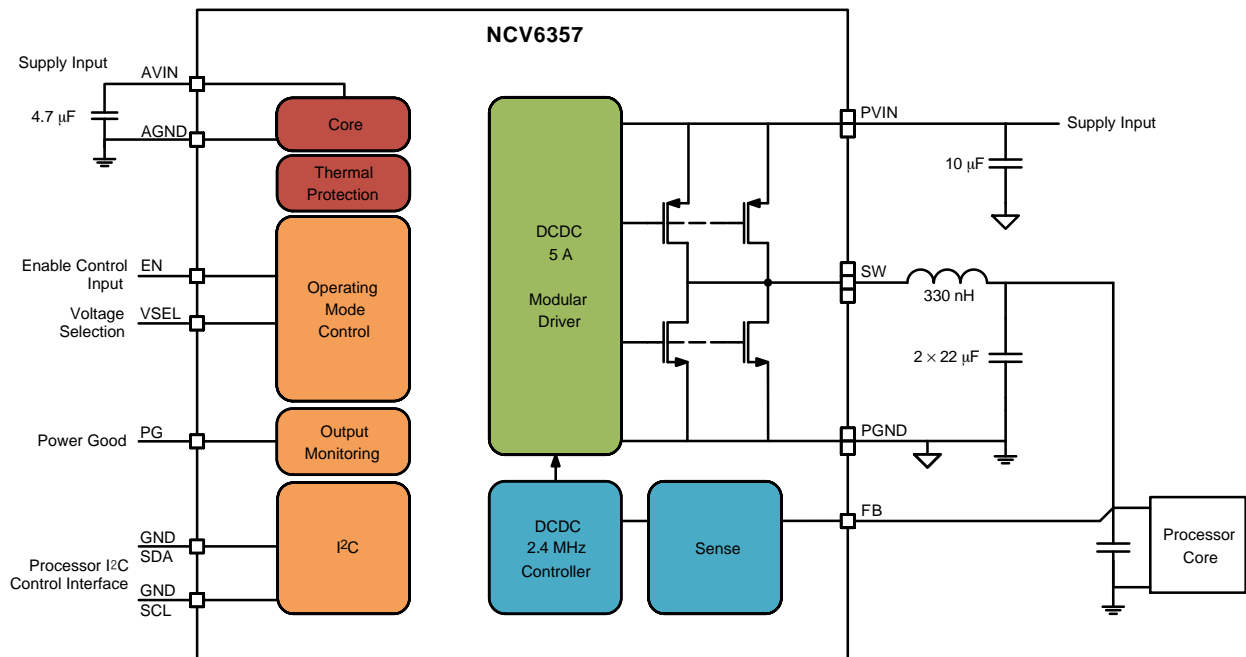 NCV6357
Supply Input
AVIN
4.7 µF
AGND
Core
Thermal
Protection
Enable Control
Input
EN
Voltage
Selection
VSEL
Operating
Mode
Control
Power Good
PG
Output
Monitoring
Processor I²C
Control Interface
GND
SDA
GND
SCL
I²C
DCDC
5 A
Modular
Driver
DCDC
2.4 MHz
Controller
Sense
PVIN
Supply Input
10 µF
SW
330 nH
2 × 22 µF
PGND
FB
Processor
Core